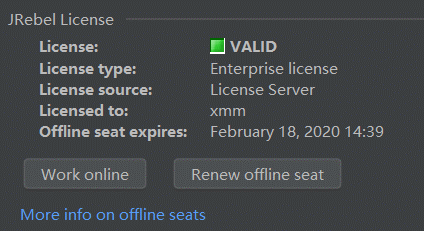 JRebel License
License: VALID
License type: Enterprise license
License source: License Server
Licensed to: xmm
Offline seat expires: February 18, 2020 14:39
Work online Renew offline seat
More info on offline seats